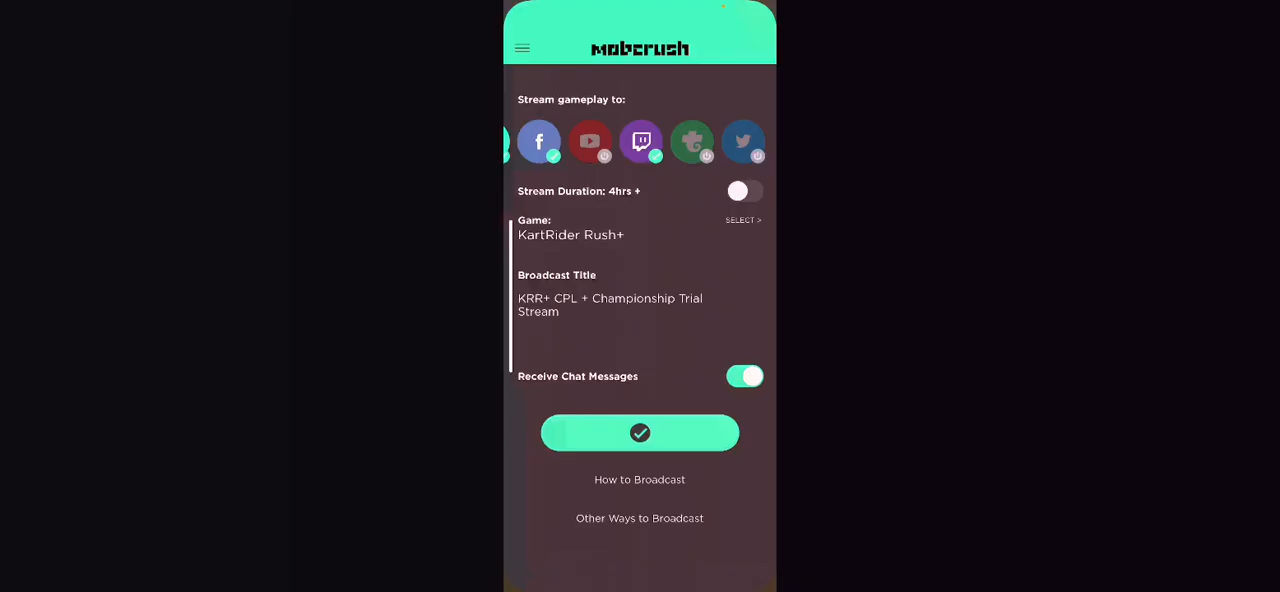 mobcrush
Stream gameplay to:
Stream Duration: 4hrs +
Game:
SELECT >
KartRider Rush+
Broadcast Title
KRR+ CPL + Championship Trial
Stream
Receive Chat Messages
How to Broadcast
Other Ways to Broadcast